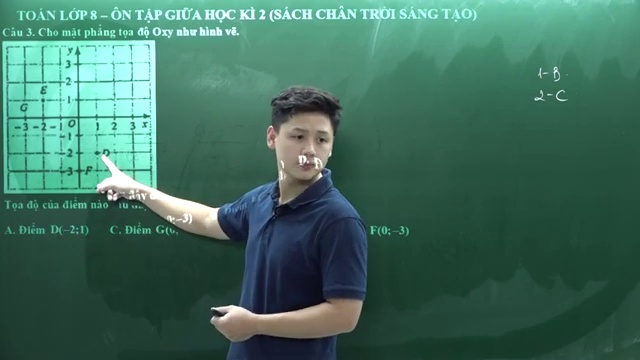 TOÁN LỚP 8 – ÔN TẬP GIỮA HỌC KÌ 2 (SÁCH CHÂN TRỜI SÁNG TẠO)
Câu 3. Cho mặt phẳng tọa độ Oxy như hình vẽ.
1-B
2-C
y
3
2
E
1
G
-3 -2 -1 O 1 2 3 x
-1
-2 D
-3 F
Tọa độ của điểm nào
A. Điểm D(−2;1) C. Điểm G(0; F(0;−3)